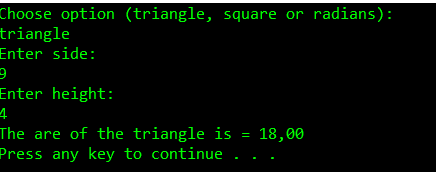 Choose option (triangle, square or radians):
triangle
Enter side:
9
Enter height:
4
The are of the triangle is = 18,00
Press any key to continue . . .